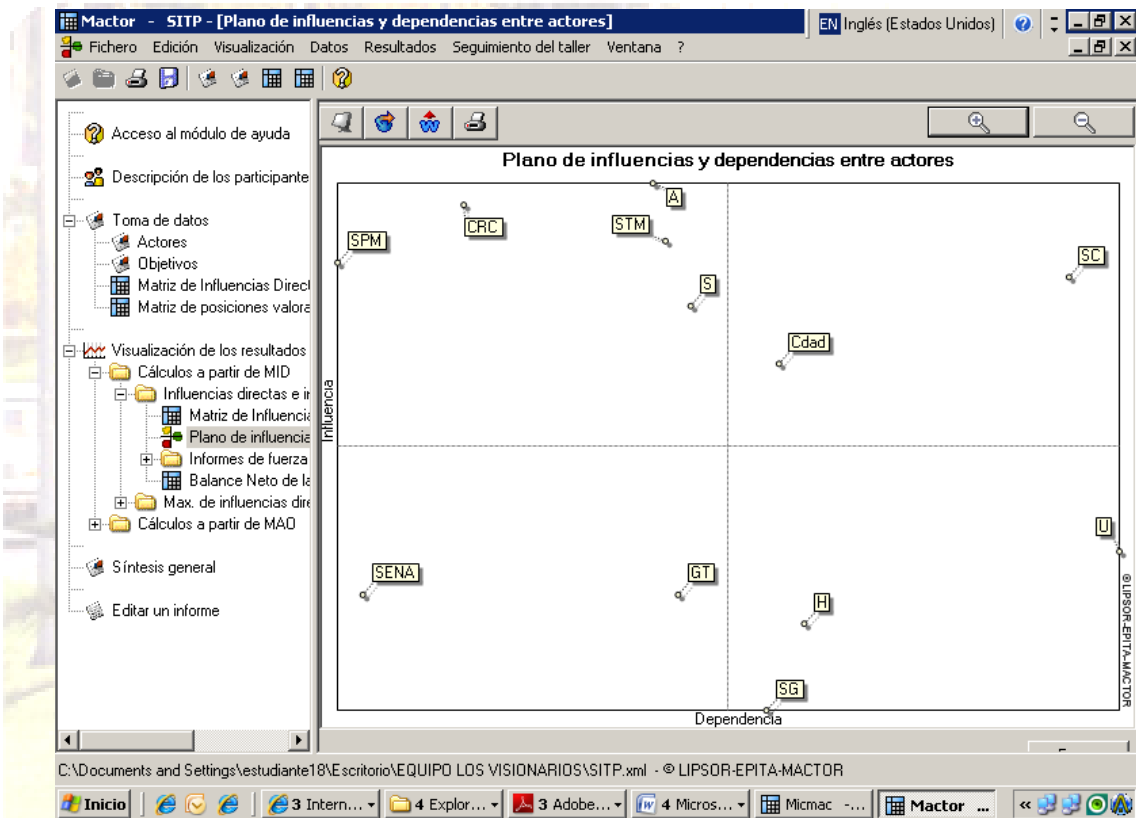 Mactor - SITP - [Plano de influencias y dependencias entre actores]
EN Inglés (Estados Unidos)
Fichero Edición Visualización Datos Resultados Seguimiento del taller Ventana ?
Acceso al módulo de ayuda
Descripción de los participante
Toma de datos
Actores
Objetivos
Matriz de Influencias Direct
Matriz de posiciones valora
Visualización de los resultados
Cálculos a partir de MID
Influencias directas e in
Matriz de Influencia
Plano de influencia
Informes de fuerza
Balance Neto de la
Max. de influencias dire
Cálculos a partir de MAO
Síntesis general
Editar un informe
Plano de influencias y dependencias entre actores
A
CRC
STM
SPM
SC
S
Cdad
Influencia
U
SENA
GT
H
SG
Dependencia
© LIPSOR-EPITA-MACTOR
C:\Documents and Settings\estudiante18\Escritorio\EQUIPO LOS VISIONARIOS\SITP.xml - © LIPSOR-EPITA-MACTOR
Inicio
3 Intern...
4 Explor...
3 Adobe...
4 Micros...
Micmac -...
Mactor ...